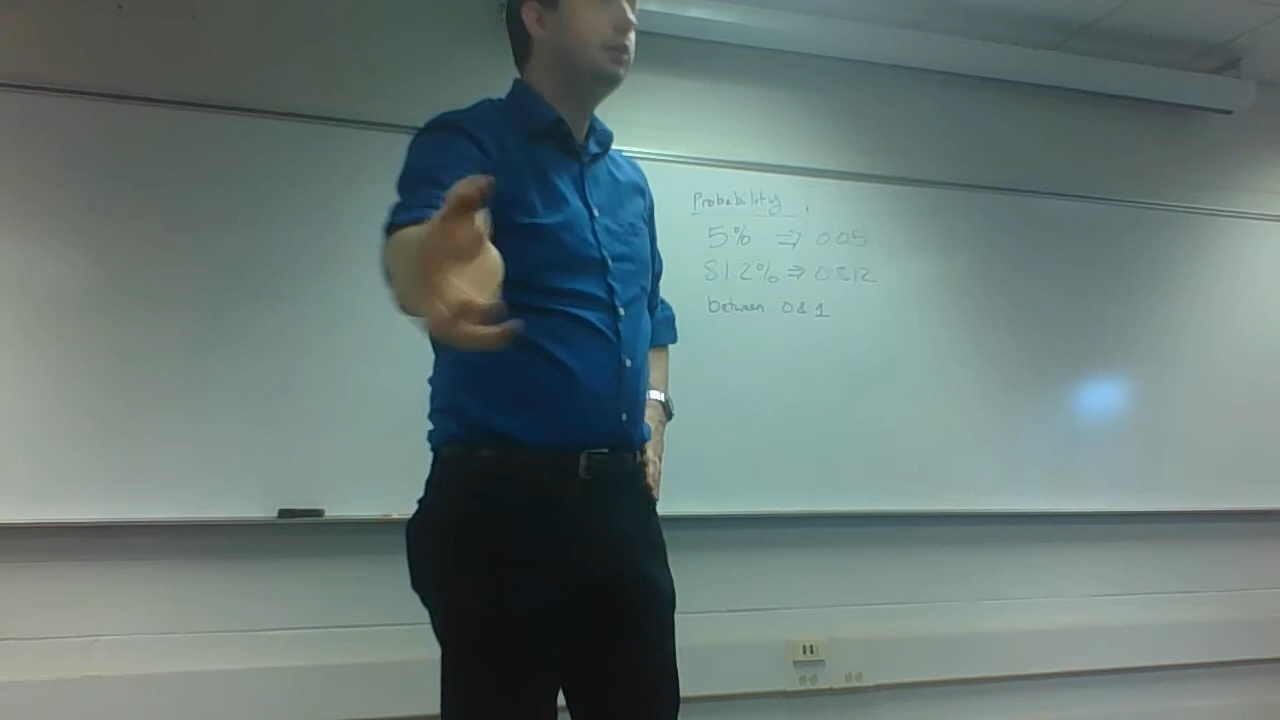 Probability
5% => 0.05
81.2% => 0.812
between 0 & 1